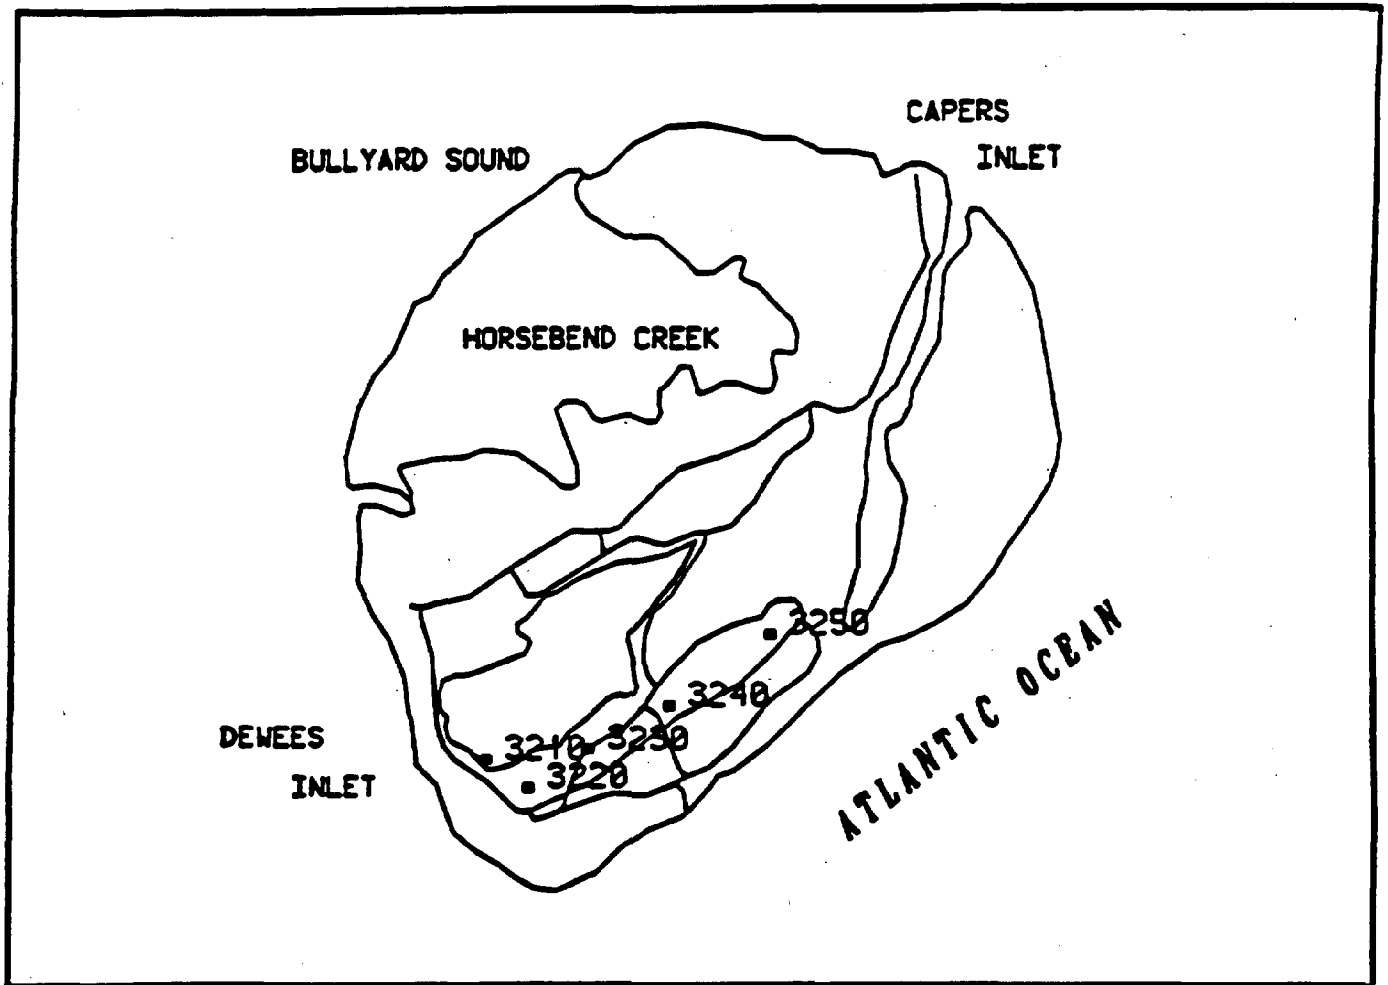 CAPERS
INLET
BULLYARD SOUND
HORSEBEND CREEK
3250
3240
ATLANTIC OCEAN
DEWEES
INLET
3210
3230
3220